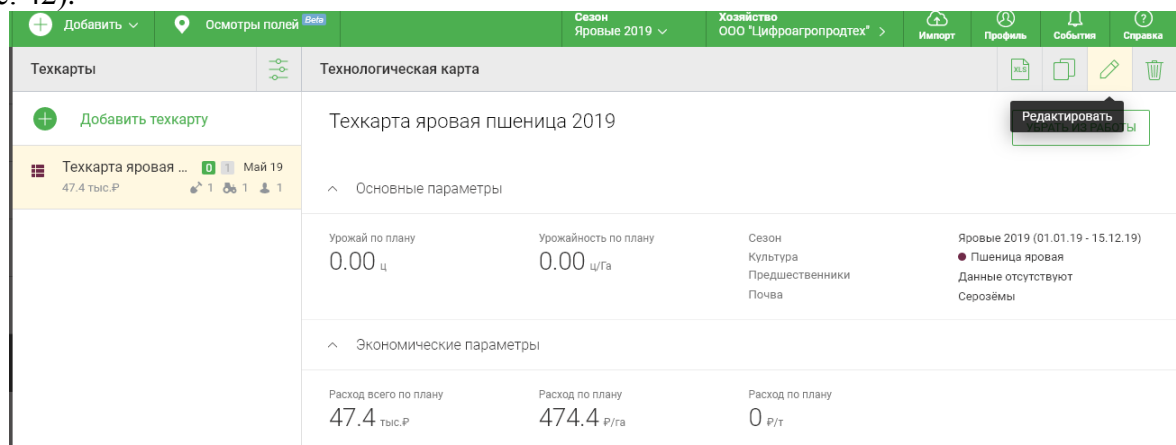 с. 42).
Добавить
Осмотры полей Beta
Сезон
Яровые 2019
Хозяйство
ООО "Цифроагропродтех" >
Импорт
Профиль
События
Справка
Техкарты
Технологическая карта
XLS
Добавить техкарту
Техкарта яровая пшеница 2019
Редактировать
УБРАТЬ ИЗ РАБОТЫ
Техкарта яровая ... 0 1 Май 19
47.4 тыс.₽ 1 1 1
Основные параметры
Урожай по плану
0.00 ц
Урожайность по плану
0.00 ц/Га
Сезон
Культура
Предшественники
Почва
Яровые 2019 (01.01.19 - 15.12.19)
Пшеница яровая
Данные отсутствуют
Серозёмы
Экономические параметры
Расход всего по плану
47.4 тыс.₽
Расход по плану
474.4 ₽/га
Расход по плану
0 ₽/т